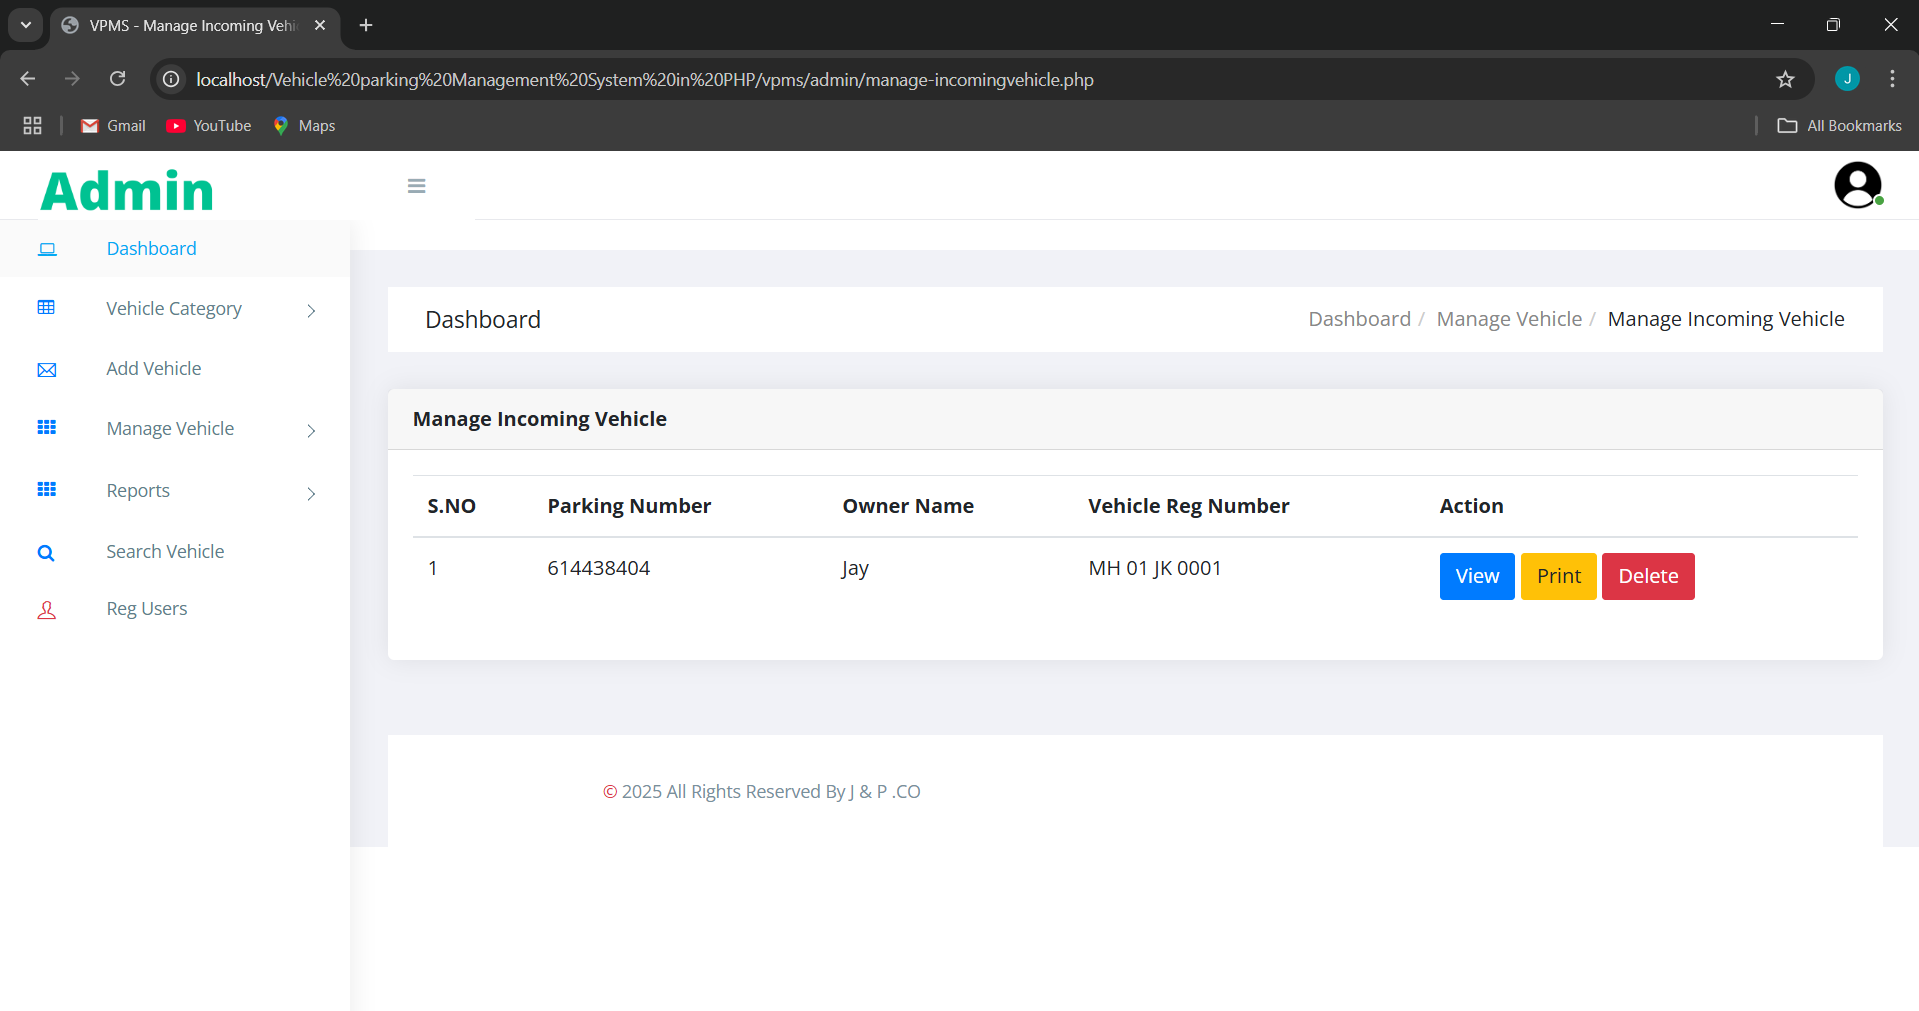 VPMS - Manage Incoming Vehi
localhost/Vehicle%20parking%20Management%20System%20in%20PHP/vpms/admin/manage-incomingvehicle.php
J
Gmail YouTube Maps All Bookmarks
Admin
Dashboard
Vehicle Category
Add Vehicle
Manage Vehicle
Reports
Search Vehicle
Reg Users
Dashboard
Dashboard / Manage Vehicle / Manage Incoming Vehicle
Manage Incoming Vehicle
S.NO Parking Number Owner Name Vehicle Reg Number Action
1 614438404 Jay MH 01 JK 0001 View Print Delete
© 2025 All Rights Reserved By J & P .CO